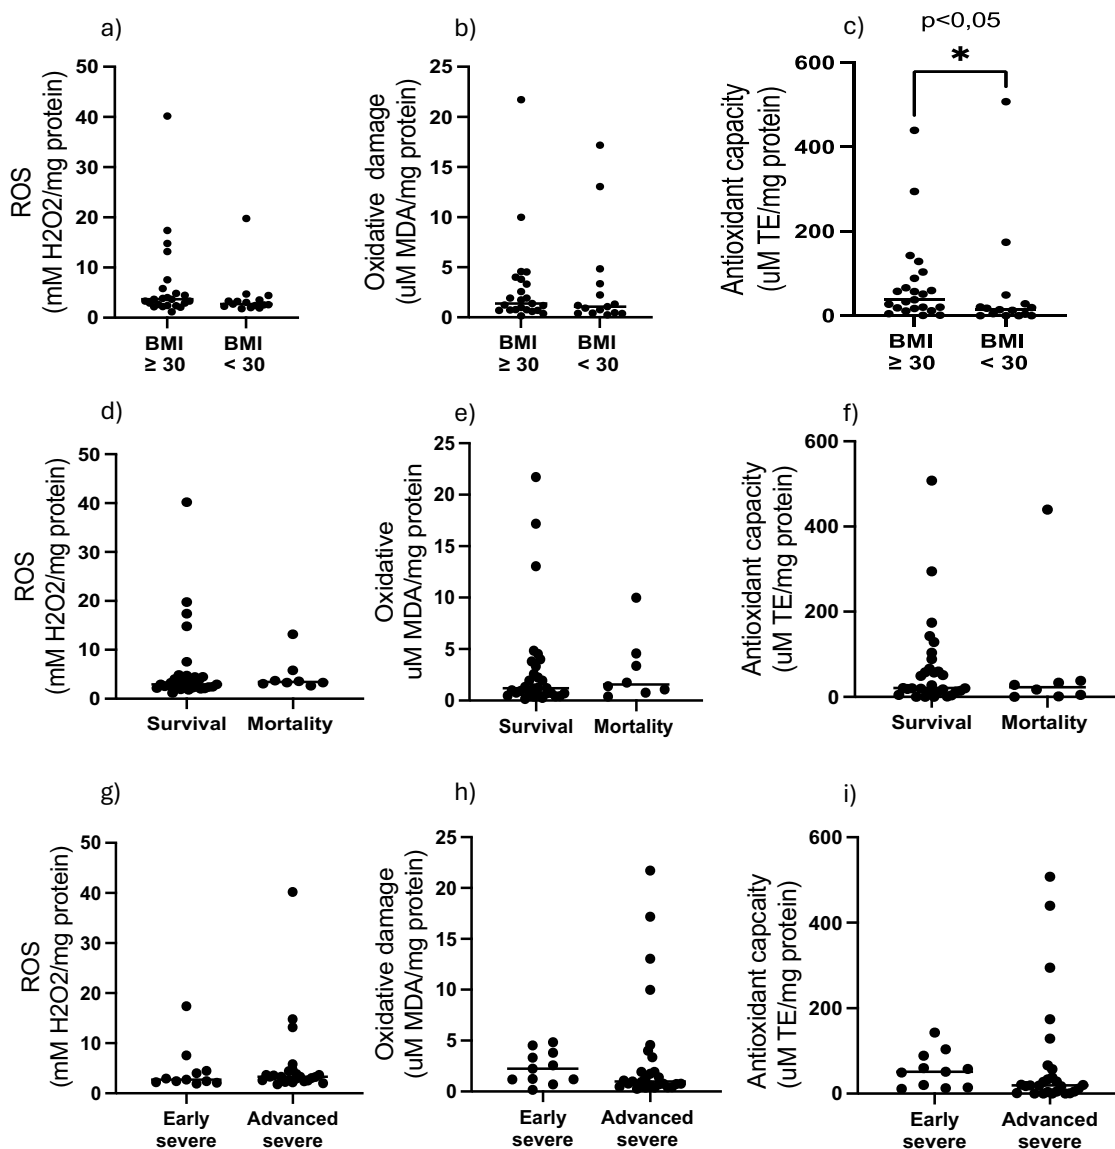 a)
ROS
(mM H2O2/mg protein)
50
40
30
20
10
0
BMI
≥ 30
BMI
< 30
b)
Oxidative damage
(uM MDA/mg protein)
25
20
15
10
5
0
BMI
≥ 30
BMI
< 30
c)
p<0,05
*
Antioxidant capacity
(uM TE/mg protein)
600
400
200
0
BMI
≥ 30
BMI
< 30
d)
ROS
(mM H2O2/mg protein)
50
40
30
20
10
0
Survival
Mortality
e)
Oxidative
uM MDA/mg protein
25
20
15
10
5
0
Survival
Mortality
f)
Antioxidant capacity
(uM TE/mg protein)
600
400
200
0
Survival
Mortality
g)
ROS
(mM H2O2/mg protein)
50
40
30
20
10
0
Early
severe
Advanced
severe
h)
Oxidative damage
(uM MDA/mg protein)
25
20
15
10
5
0
Early
severe
Advanced
severe
i)
Antioxidant capcaity
(uM TE/mg protein)
600
400
200
0
Early
severe
Advanced
severe